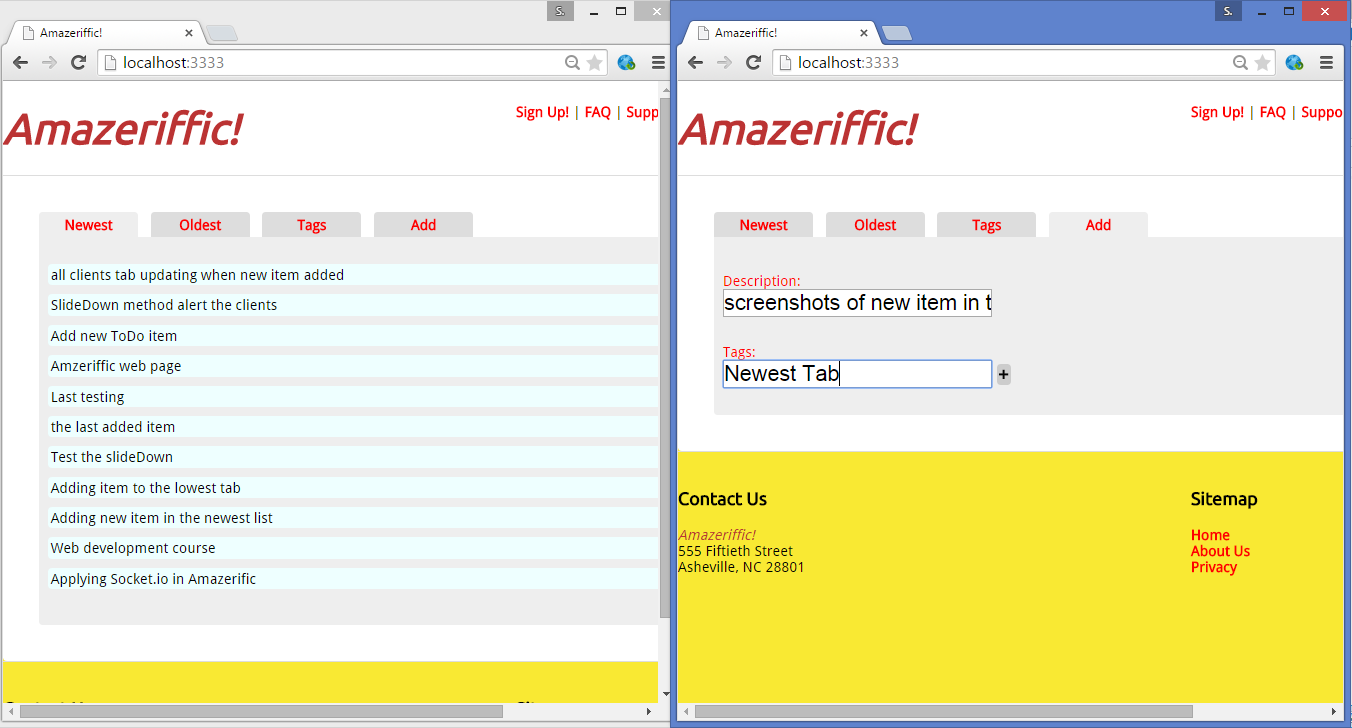 S.
Amazeriffic!
localhost:3333
Amazeriffic!
Sign Up! | FAQ | Supp
Newest
Oldest
Tags
Add
all clients tab updating when new item added
SlideDown method alert the clients
Add new ToDo item
Amzeriffic web page
Last testing
the last added item
Test the slideDown
Adding item to the lowest tab
Adding new item in the newest list
Web development course
Applying Socket.io in Amazerific
S.
Amazeriffic!
localhost:3333
Amazeriffic!
Sign Up! | FAQ | Suppo
Newest
Oldest
Tags
Add
Description:
screenshots of new item in t
Tags:
Newest Tab
+
Contact Us
Amazeriffic!
555 Fiftieth Street
Asheville, NC 28801
Sitemap
Home
About Us
Privacy